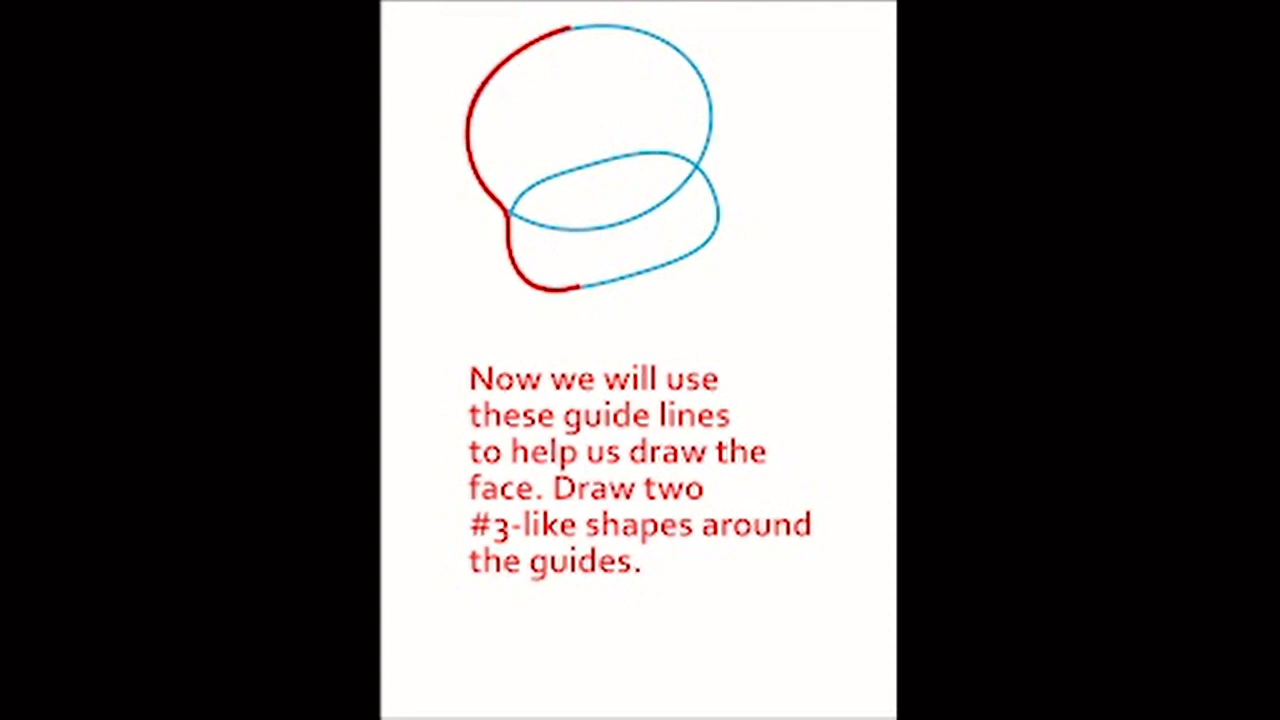 Now we will use
these guide lines
to help us draw the
face. Draw two
#3-like shapes around
the guides.